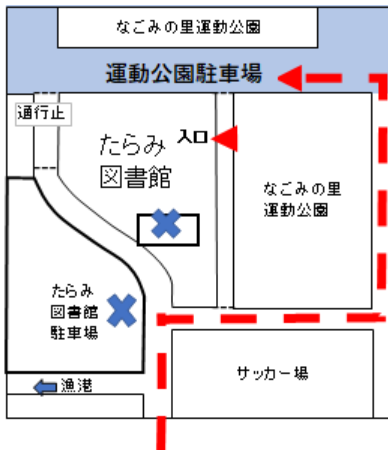 なごみの里運動公園
運動公園駐車場
通行止
たらみ
図書館
入口
なごみの里
運動公園
たらみ
図書館
駐車場
サッカー場
漁港